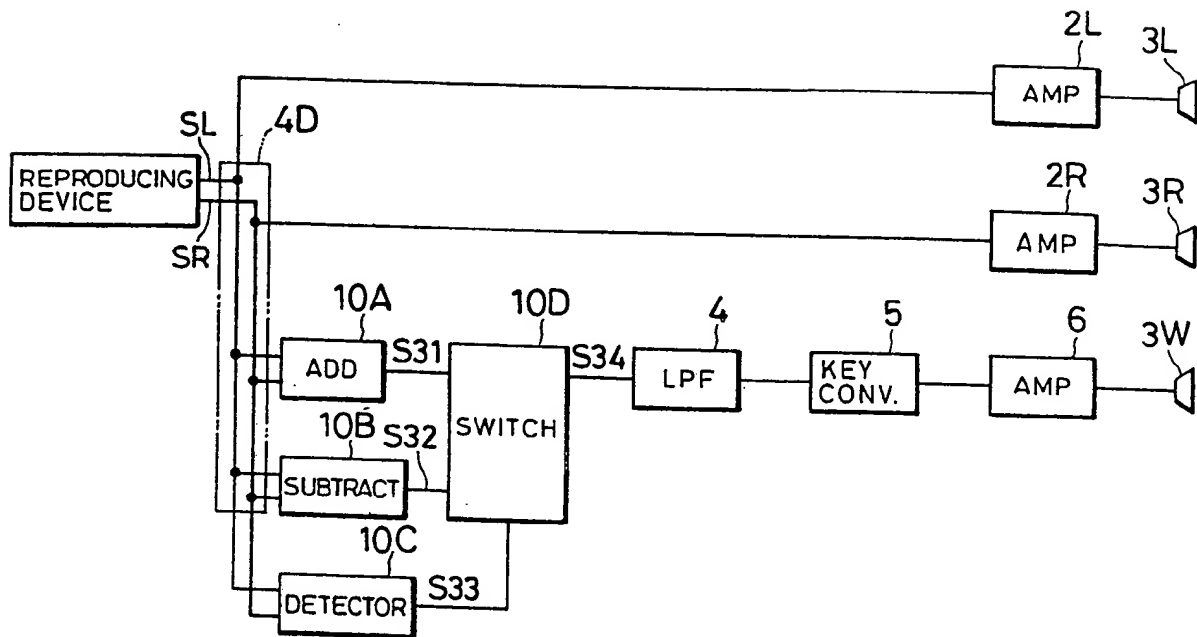 2L
3L
AMP
SL
4D
REPRODUCING
DEVICE
SR
2R
3R
AMP
10A
10D
4
5
6
3W
ADD
S31
S34
LPF
KEY
CONV.
AMP
SWITCH
10B
S32
SUBTRACT
10C
S33
DETECTOR